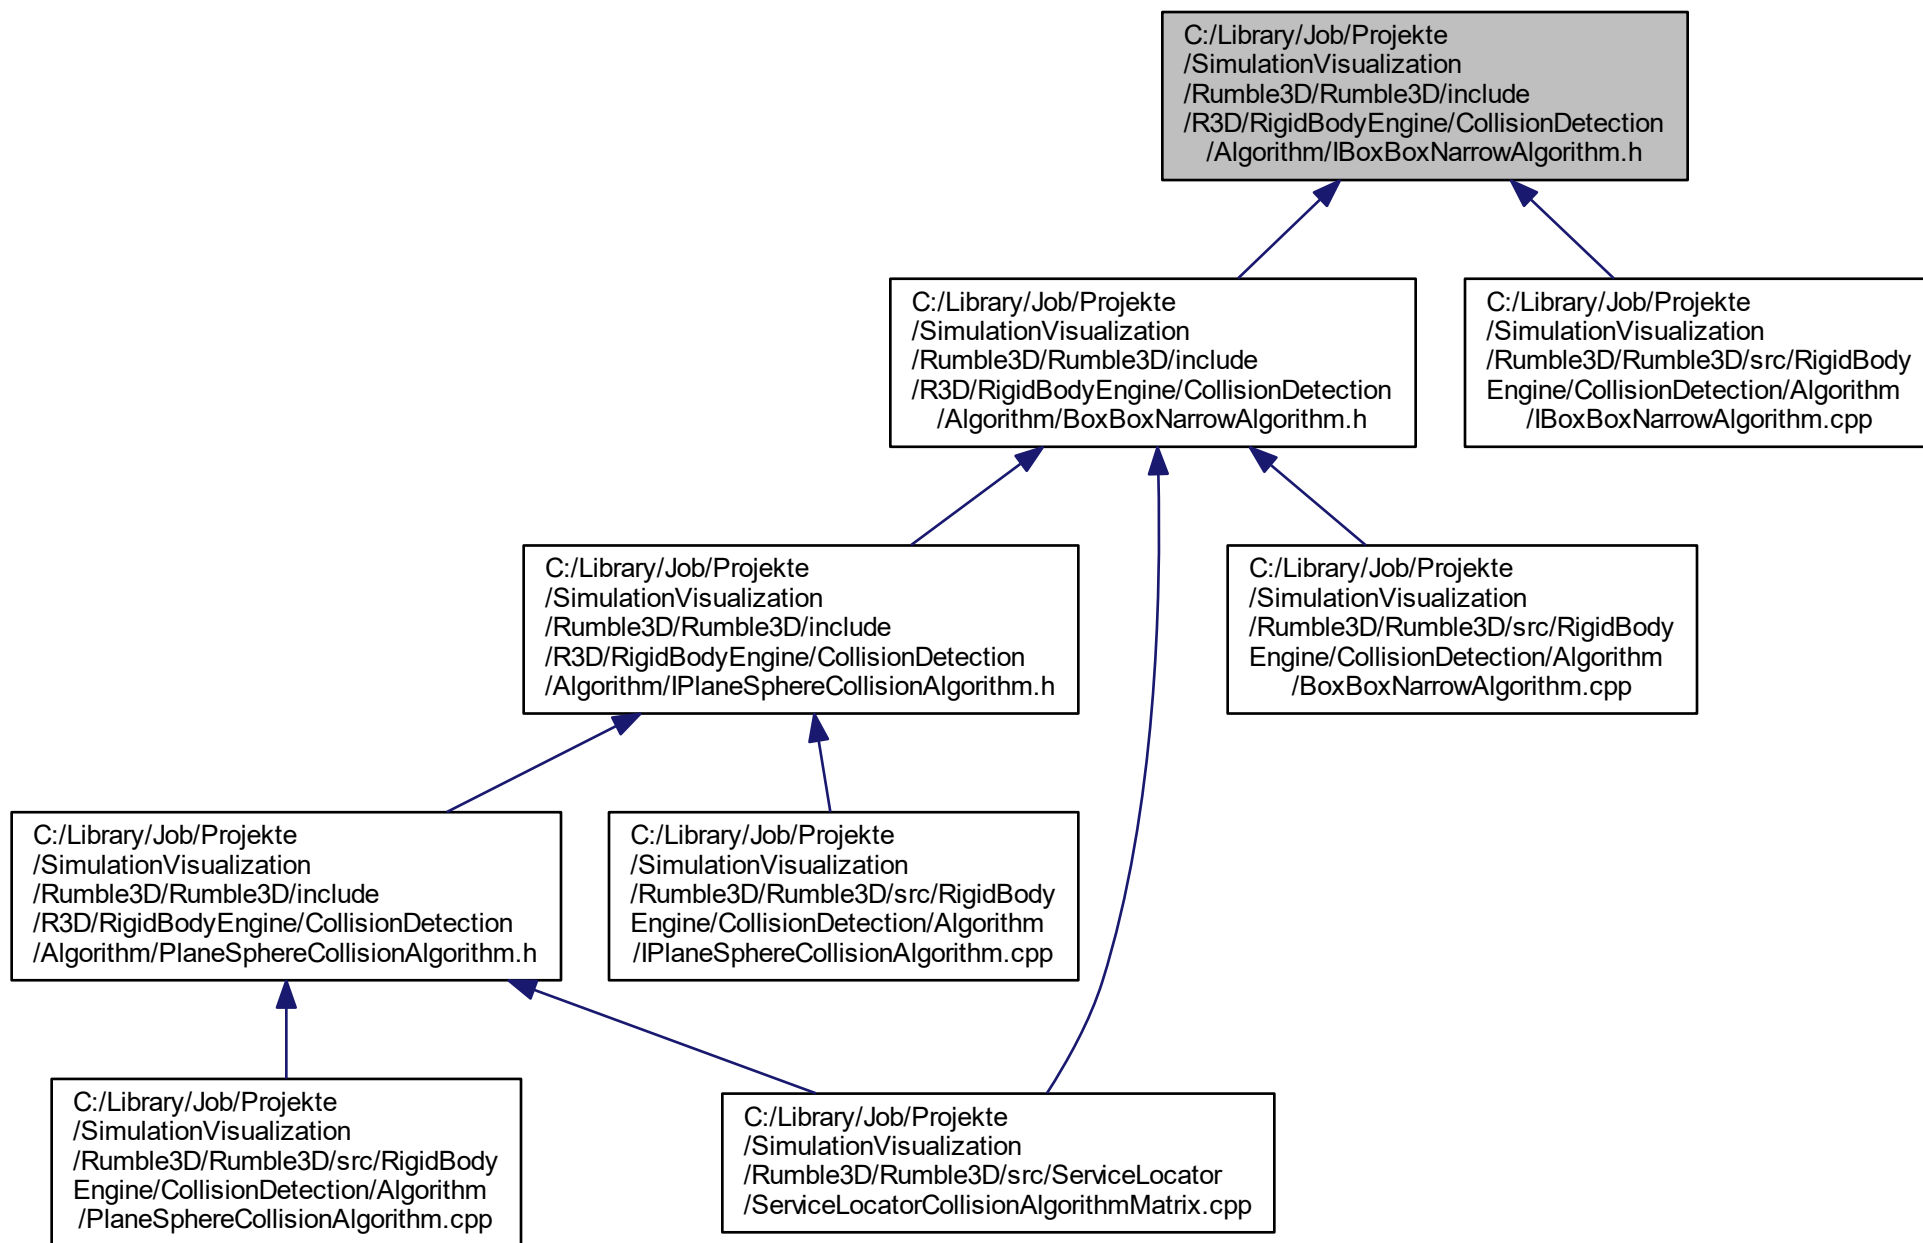 C:/Library/Job/Projekte
/SimulationVisualization
/Rumble3D/Rumble3D/include
/R3D/RigidBodyEngine/CollisionDetection
/Algorithm/IBoxBoxNarrowAlgorithm.h
C:/Library/Job/Projekte
/SimulationVisualization
/Rumble3D/Rumble3D/include
/R3D/RigidBodyEngine/CollisionDetection
/Algorithm/BoxBoxNarrowAlgorithm.h
C:/Library/Job/Projekte
/SimulationVisualization
/Rumble3D/Rumble3D/src/RigidBody
Engine/CollisionDetection/Algorithm
/IBoxBoxNarrowAlgorithm.cpp
C:/Library/Job/Projekte
/SimulationVisualization
/Rumble3D/Rumble3D/include
/R3D/RigidBodyEngine/CollisionDetection
/Algorithm/IPlaneSphereCollisionAlgorithm.h
C:/Library/Job/Projekte
/SimulationVisualization
/Rumble3D/Rumble3D/src/RigidBody
Engine/CollisionDetection/Algorithm
/BoxBoxNarrowAlgorithm.cpp
C:/Library/Job/Projekte
/SimulationVisualization
/Rumble3D/Rumble3D/include
/R3D/RigidBodyEngine/CollisionDetection
/Algorithm/PlaneSphereCollisionAlgorithm.h
C:/Library/Job/Projekte
/SimulationVisualization
/Rumble3D/Rumble3D/src/RigidBody
Engine/CollisionDetection/Algorithm
/IPlaneSphereCollisionAlgorithm.cpp
C:/Library/Job/Projekte
/SimulationVisualization
/Rumble3D/Rumble3D/src/RigidBody
Engine/CollisionDetection/Algorithm
/PlaneSphereCollisionAlgorithm.cpp
C:/Library/Job/Projekte
/SimulationVisualization
/Rumble3D/Rumble3D/src/ServiceLocator
/ServiceLocatorCollisionAlgorithmMatrix.cpp